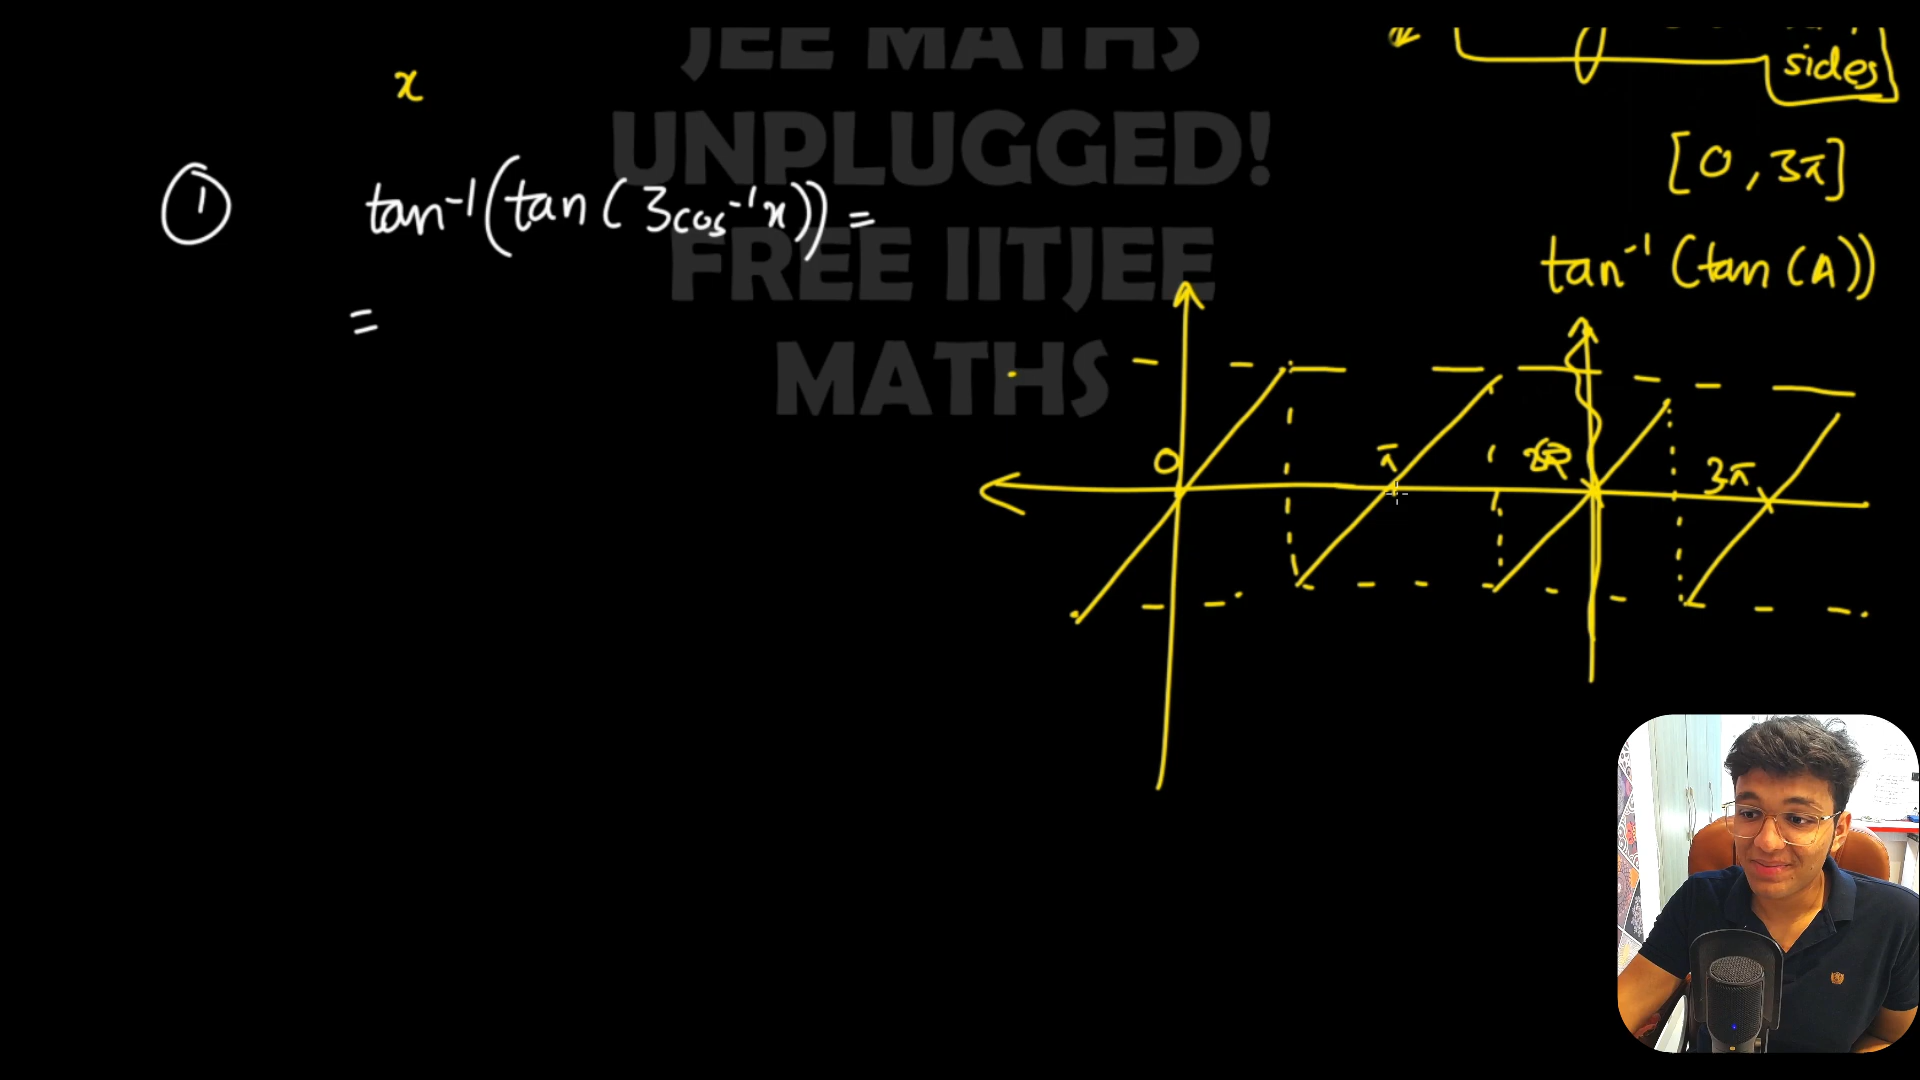 JEE MATHS
UNPLUGGED!
FREE IITJEE
MATHS
x
① tan⁻¹(tan(3cos⁻¹x)) =
=
sides
[0, 3π]
tan⁻¹(tan(A))
0
π
3π